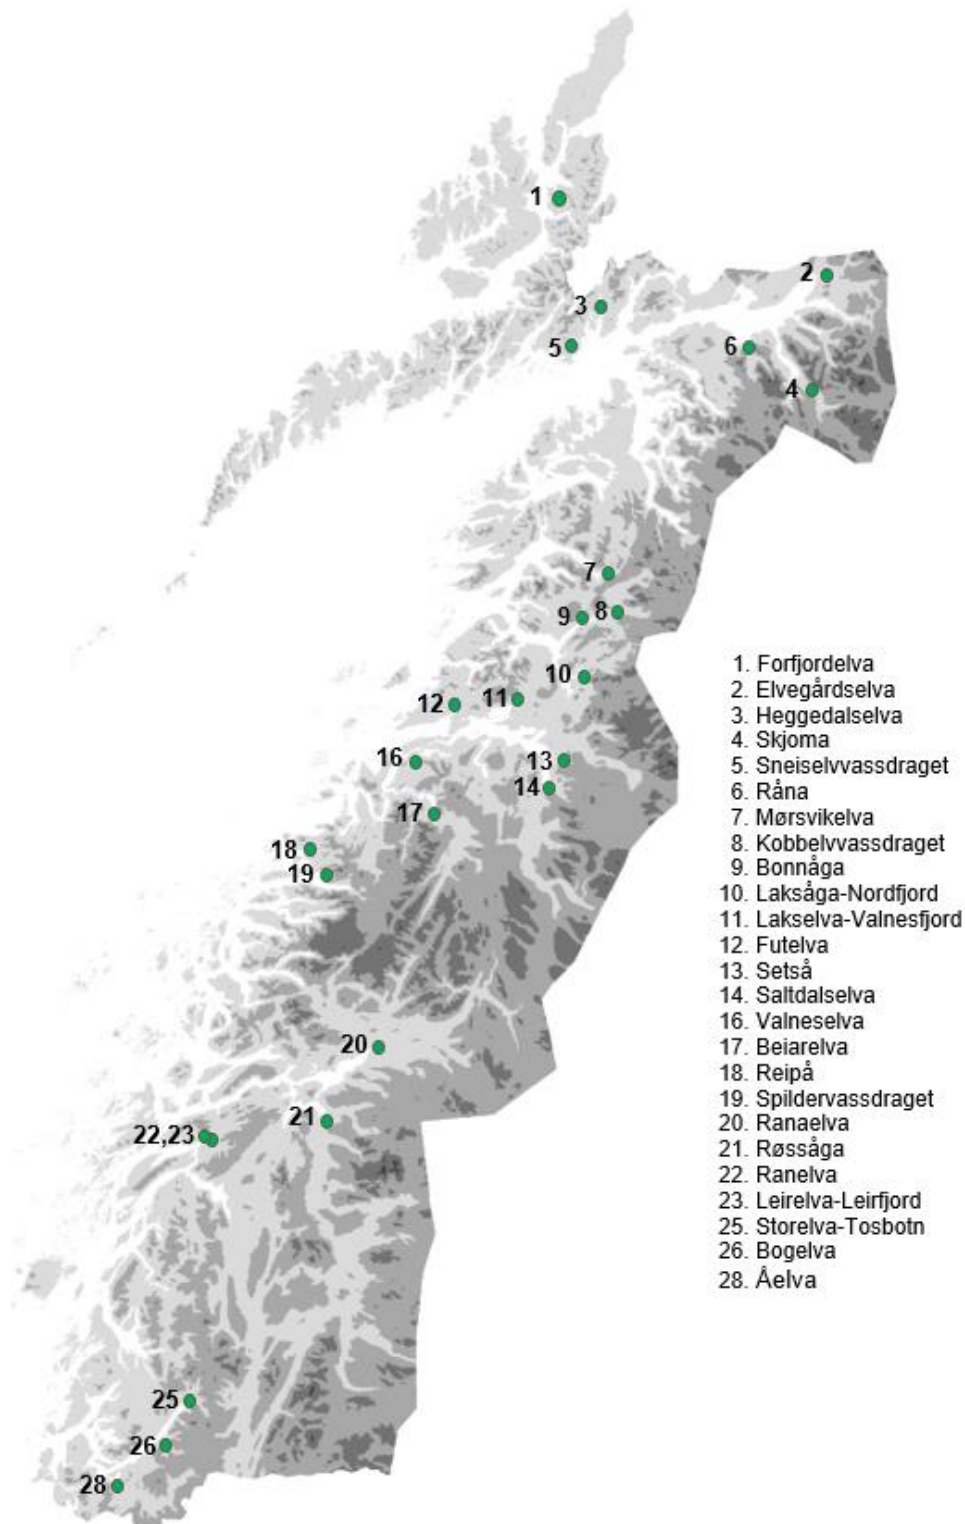 1
2
3
5
6
4
7
8
9
10
11
12
16
13
14
17
18
19
20
21
22,23
25
26
28
1. Forfjordelva
2. Elvegårdselva
3. Heggedalselva
4. Skjoma
5. Sneiselvvassdraget
6. Råna
7. Mørsvikelva
8. Kobbelvvassdraget
9. Bonnåga
10. Laksåga-Nordfjord
11. Lakselva-Valnesfjord
12. Futelva
13. Setså
14. Saltdalselva
16. Valneselva
17. Beiarelva
18. Reipå
19. Spildervassdraget
20. Ranaelva
21. Røssåga
22. Ranelva
23. Leirelva-Leirfjord
25. Storelva-Tosbotn
26. Bogelva
28. Åelva